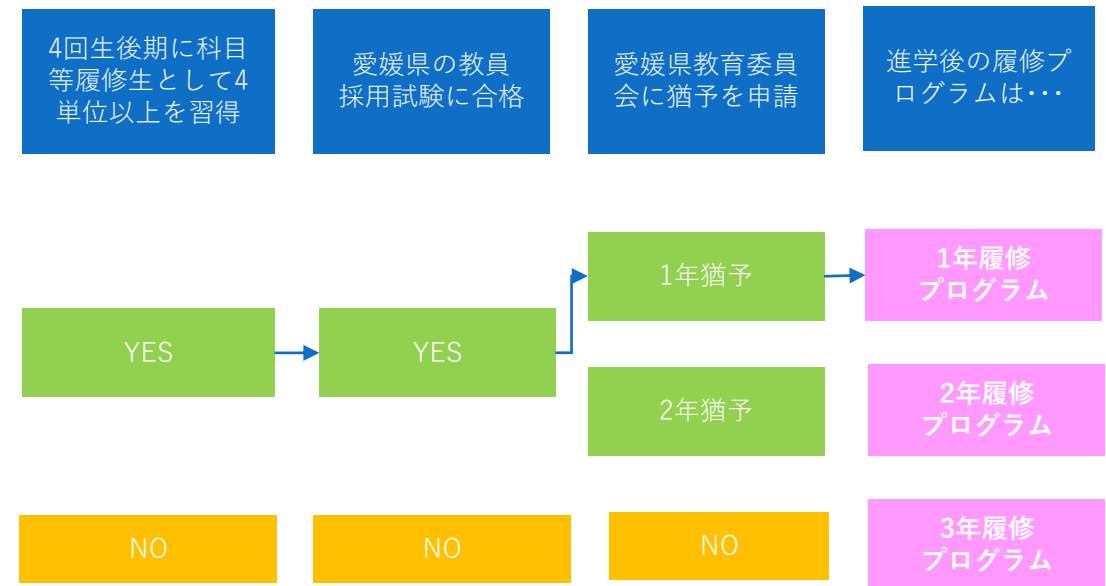 4回生後期に科目
等履修生として4
単位以上を習得
愛媛県の教員
採用試験に合格
愛媛県教育委員
会に猶予を申請
進学後の履修プ
ログラムは･･･
1年猶予
1年履修
プログラム
YES
YES
2年猶予
2年履修
プログラム
NO
NO
NO
3年履修
プログラム